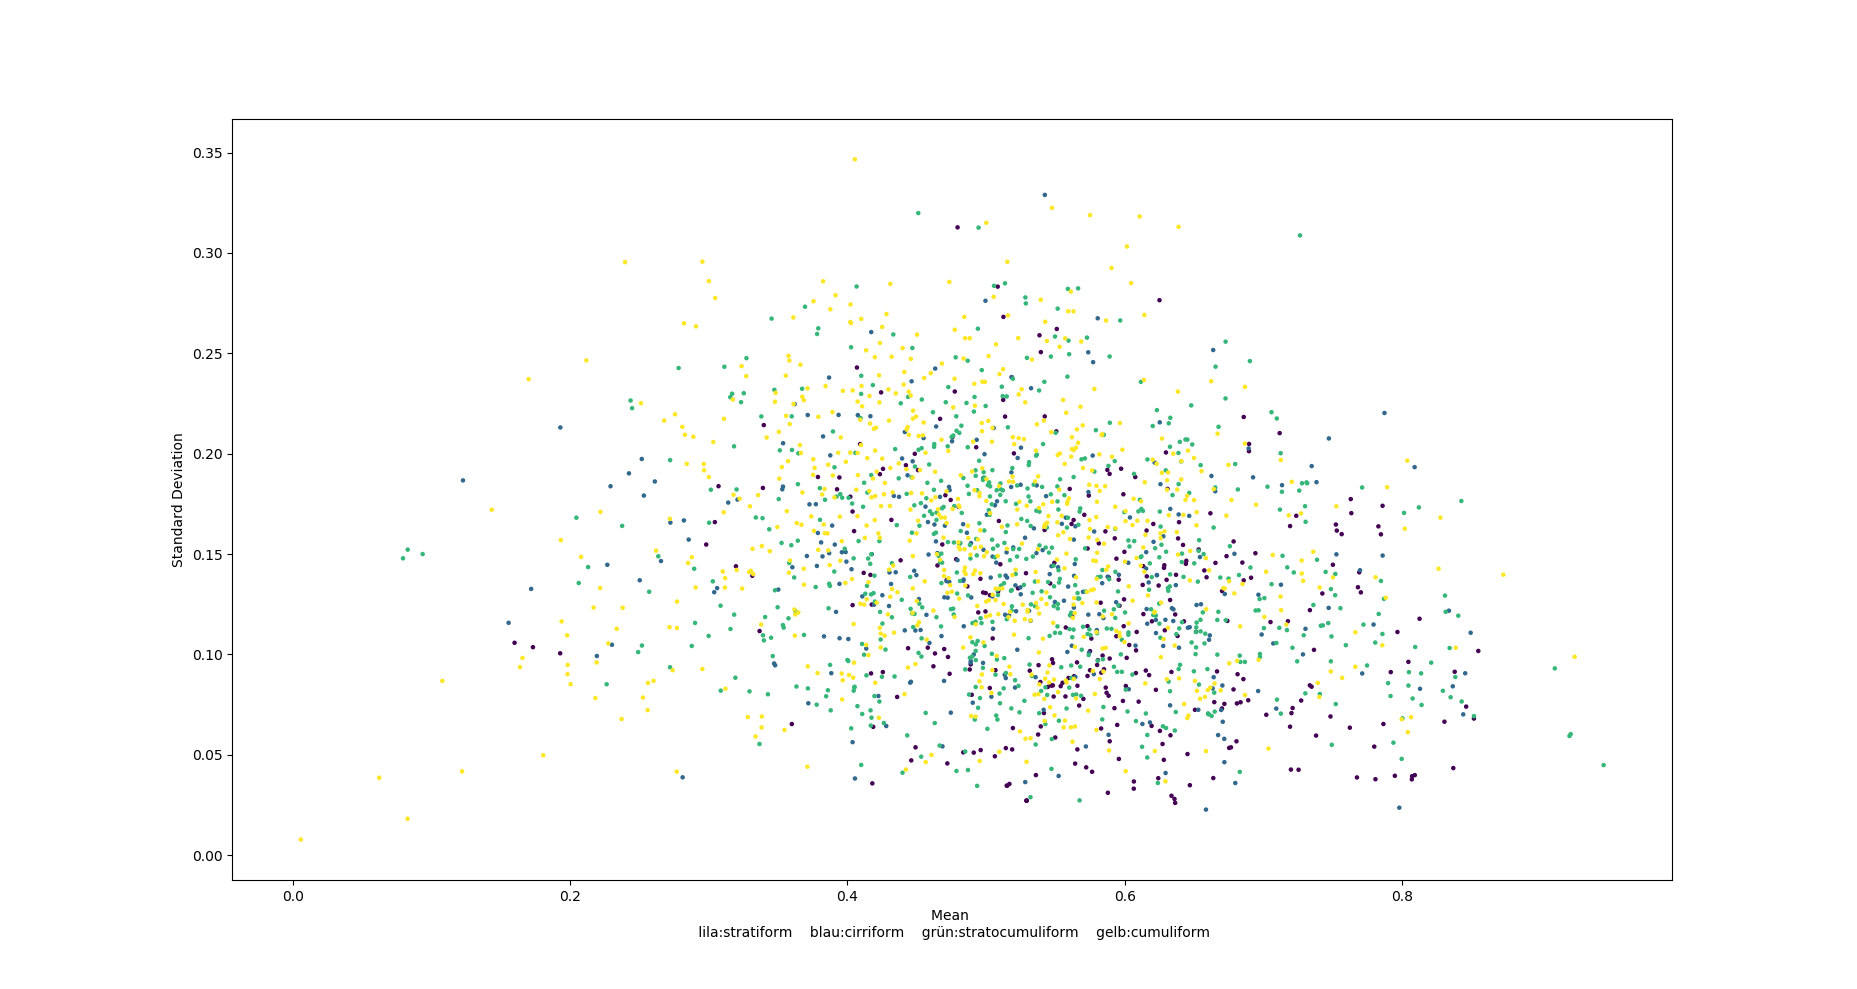 0.35
0.30
0.25
0.20
0.15
0.10
0.05
0.00
Standard Deviation
0.0 0.2 0.4 0.6 0.8
Mean
lila:stratiform blau:cirriform grün:stratocumuliform gelb:cumuliform